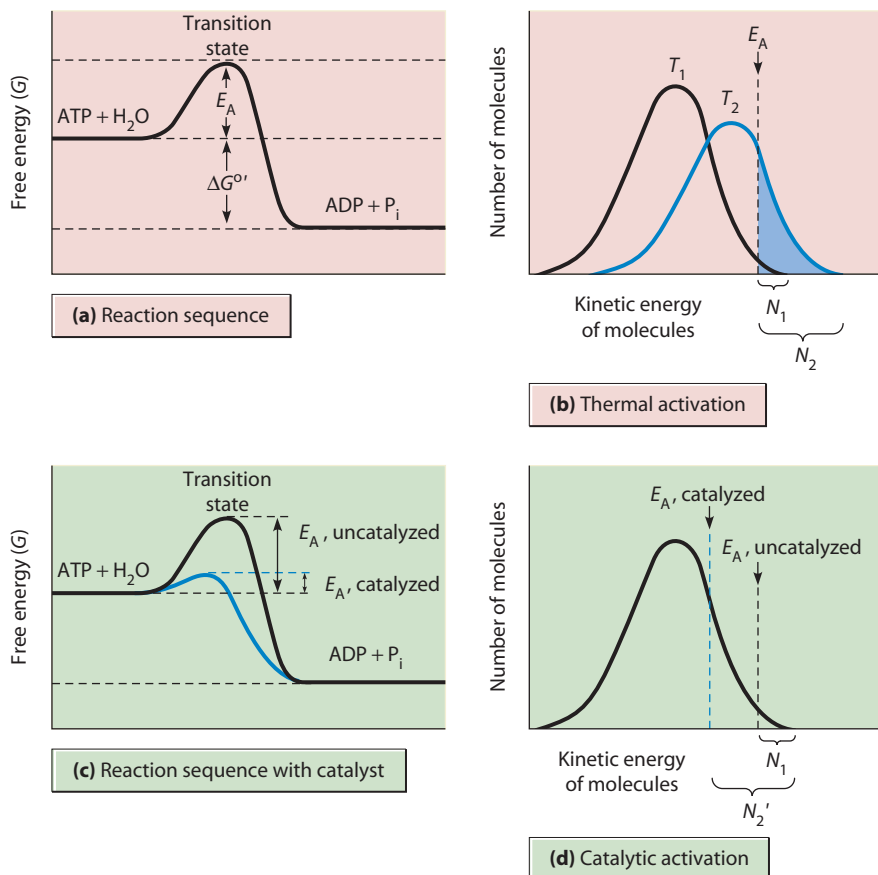 Transition
state
Free energy (G)
ATP + H₂O
E_A
ΔG°'
ADP + Pᵢ
(a) Reaction sequence
E_A
T₁
T₂
Number of molecules
Kinetic energy
of molecules
N₁
N₂
(b) Thermal activation
Transition
state
Free energy (G)
E_A, uncatalyzed
ATP + H₂O
E_A, catalyzed
ADP + Pᵢ
(c) Reaction sequence with catalyst
E_A, catalyzed
E_A, uncatalyzed
Number of molecules
Kinetic energy
of molecules
N₁
N₂'
(d) Catalytic activation